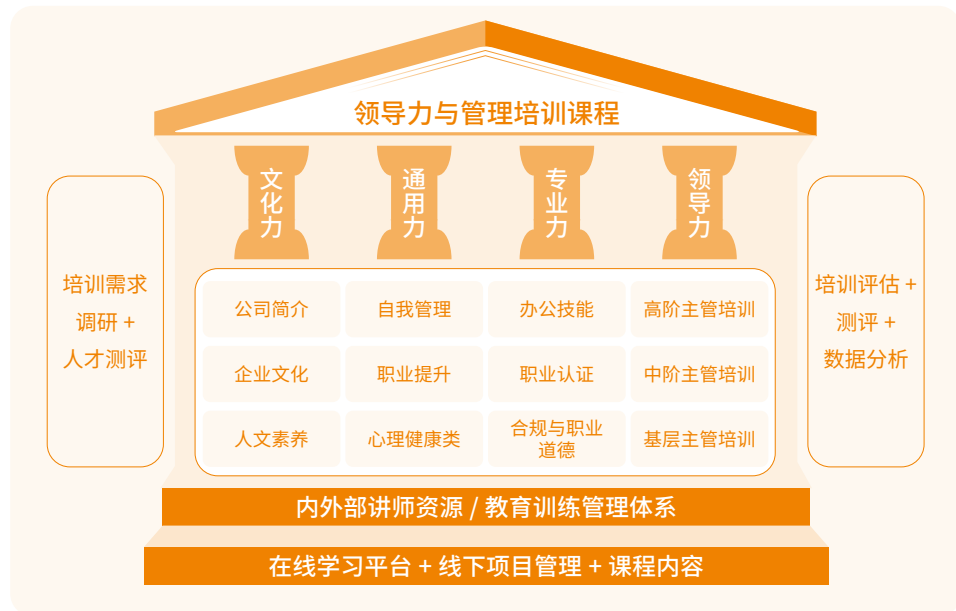 领导力与管理培训课程
文化力
通用力
专业力
领导力
培训需求
调研 +
人才测评
公司简介
自我管理
办公技能
高阶主管培训
企业文化
职业提升
职业认证
中阶主管培训
人文素养
心理健康类
合规与职业
道德
基层主管培训
培训评估 +
测评 +
数据分析
内外部讲师资源 / 教育训练管理体系
在线学习平台 + 线下项目管理 + 课程内容